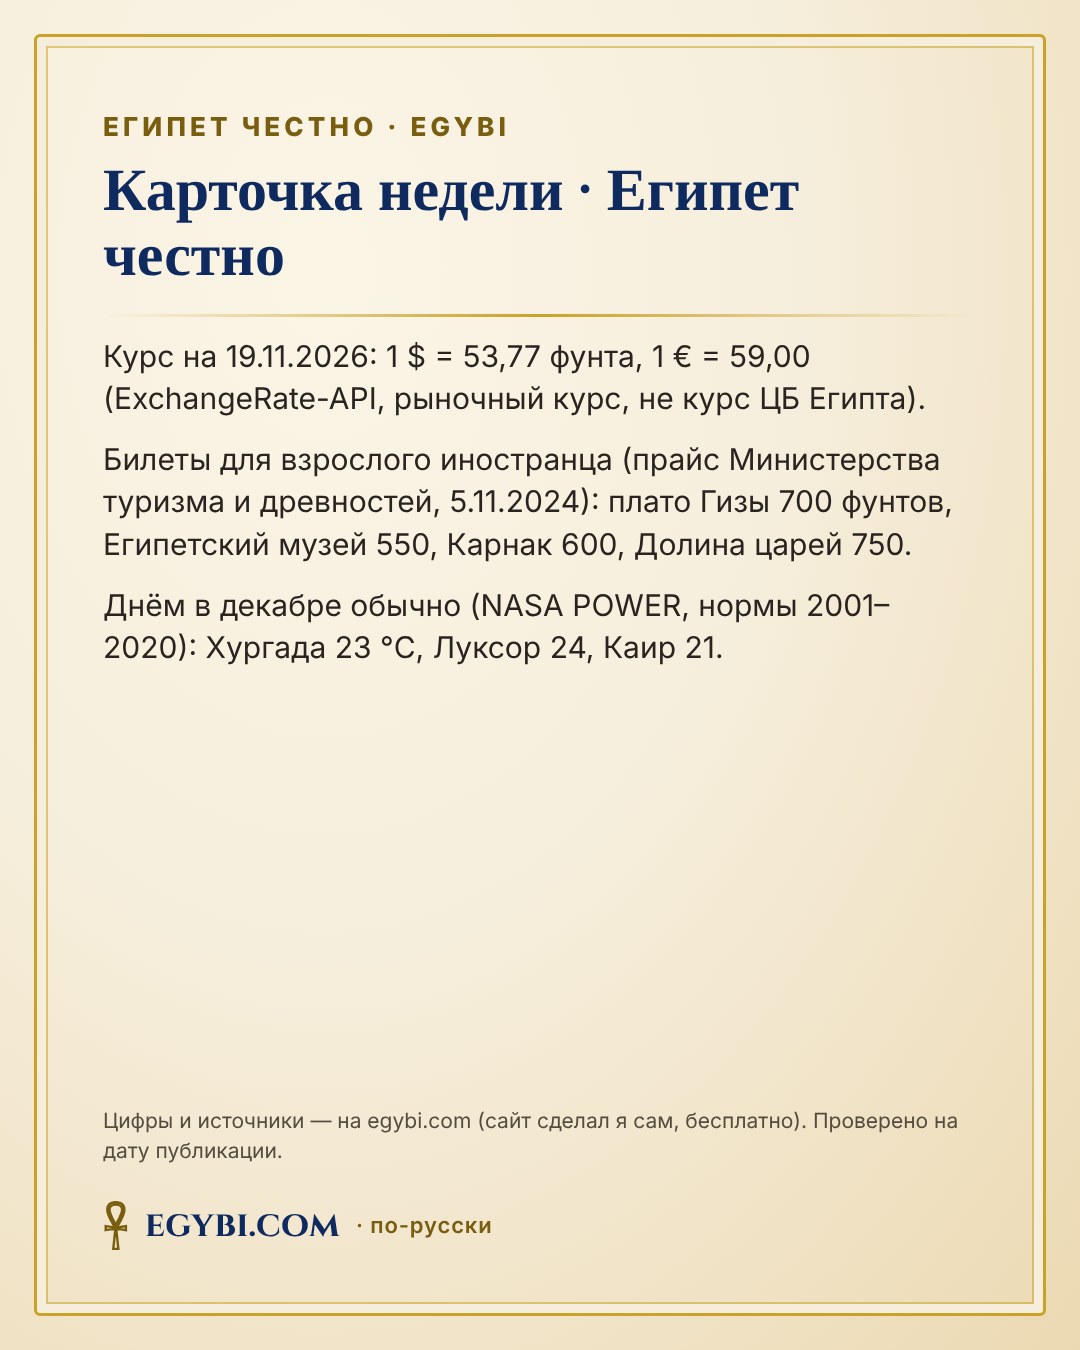 ЕГИПЕТ ЧЕСТНО · EGYBI
Карточка недели · Египет
честно
Курс на 19.11.2026: 1 $ = 53,77 фунта, 1 € = 59,00
(ExchangeRate-API, рыночный курс, не курс ЦБ Египта).
Билеты для взрослого иностранца (прайс Министерства
туризма и древностей, 5.11.2024): плато Гизы 700 фунтов,
Египетский музей 550, Карнак 600, Долина царей 750.
Днём в декабре обычно (NASA POWER, нормы 2001–
2020): Хургада 23 °C, Луксор 24, Каир 21.
Цифры и источники — на egybi.com (сайт сделал я сам, бесплатно). Проверено на
дату публикации.
EGYBI.COM · по-русски